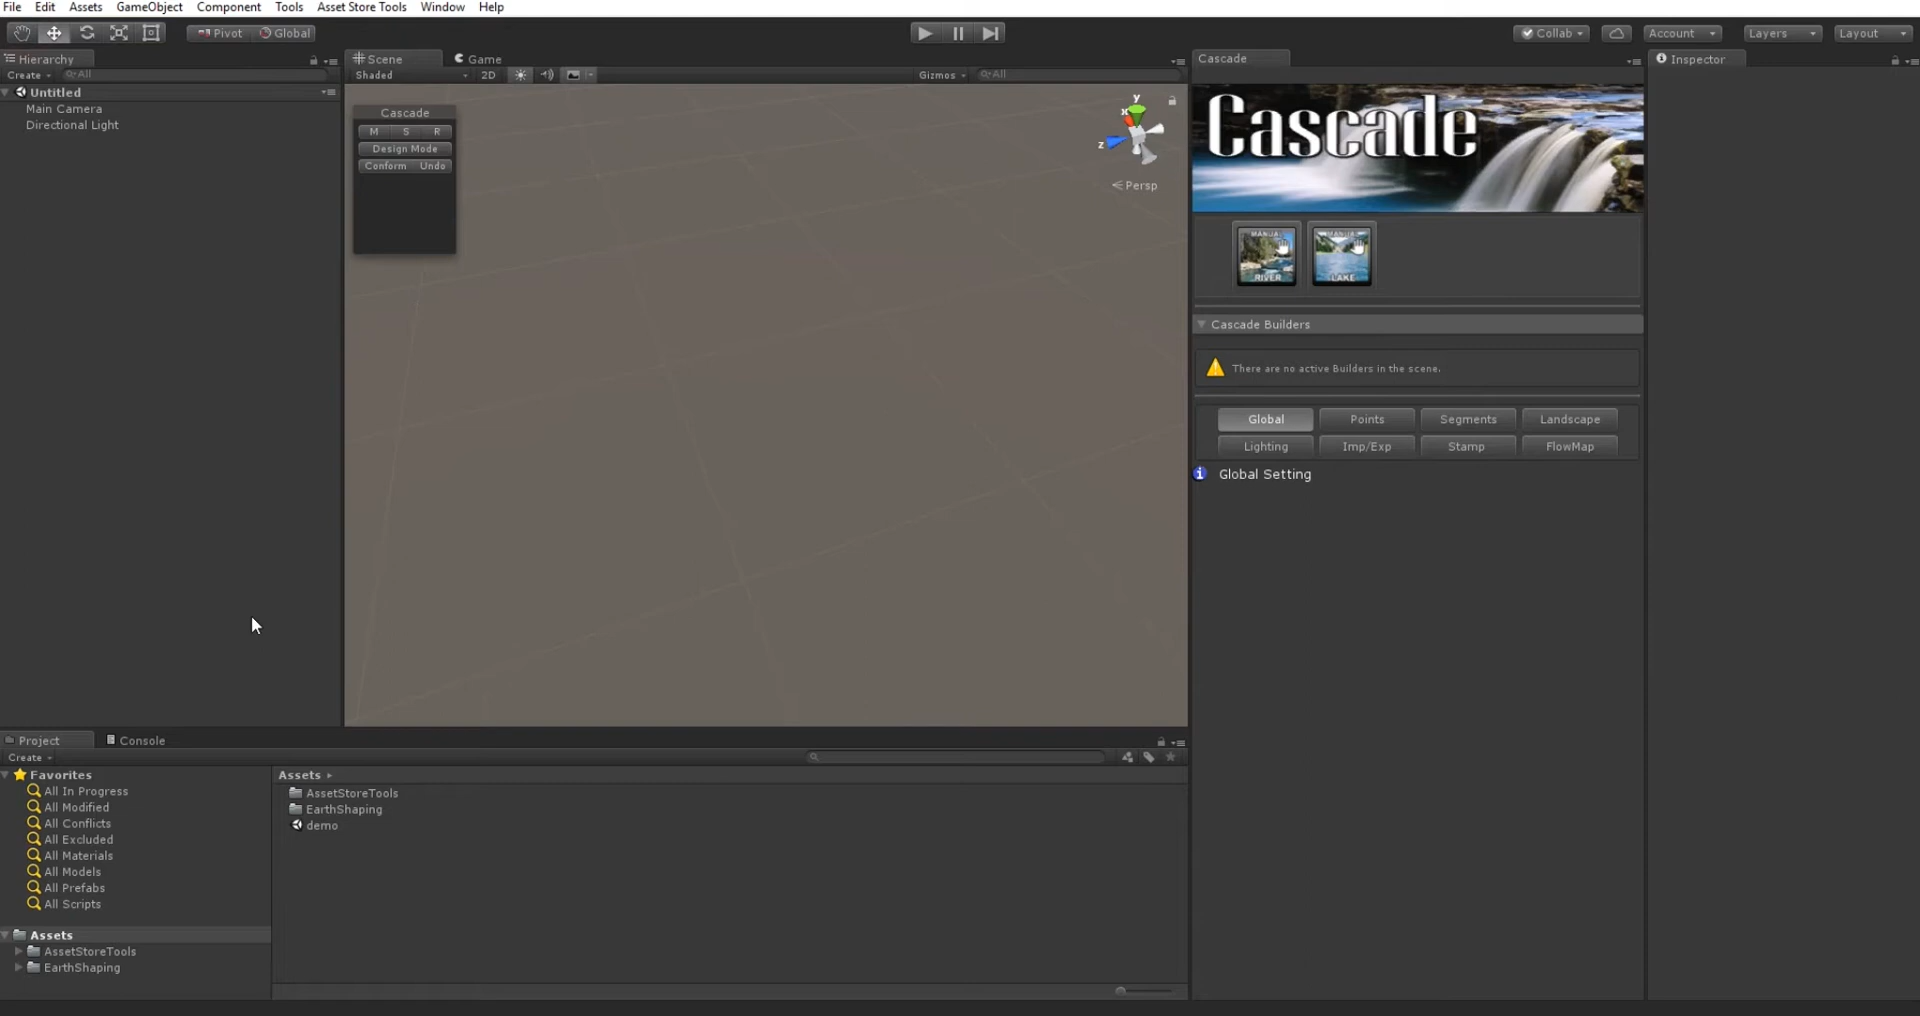 File Edit Assets GameObject Component Tools Asset Store Tools Window Help
Pivot Global
Collab Account Layers Layout
Hierarchy
Create All
Untitled
Main Camera
Directional Light
Scene Game
Shaded 2D Gizmos All
Cascade
M S R
Design Mode
Conform Undo
y
x
z
Persp
Cascade
Cascade
MANUAL RIVER
MANUAL LAKE
Cascade Builders
There are no active Builders in the scene.
Global Points Segments Landscape
Lighting Imp/Exp Stamp FlowMap
Global Setting
Inspector
Project Console
Create
Favorites
All In Progress
All Modified
All Conflicts
All Excluded
All Materials
All Models
All Prefabs
All Scripts
Assets
AssetStoreTools
EarthShaping
Assets
AssetStoreTools
EarthShaping
demo